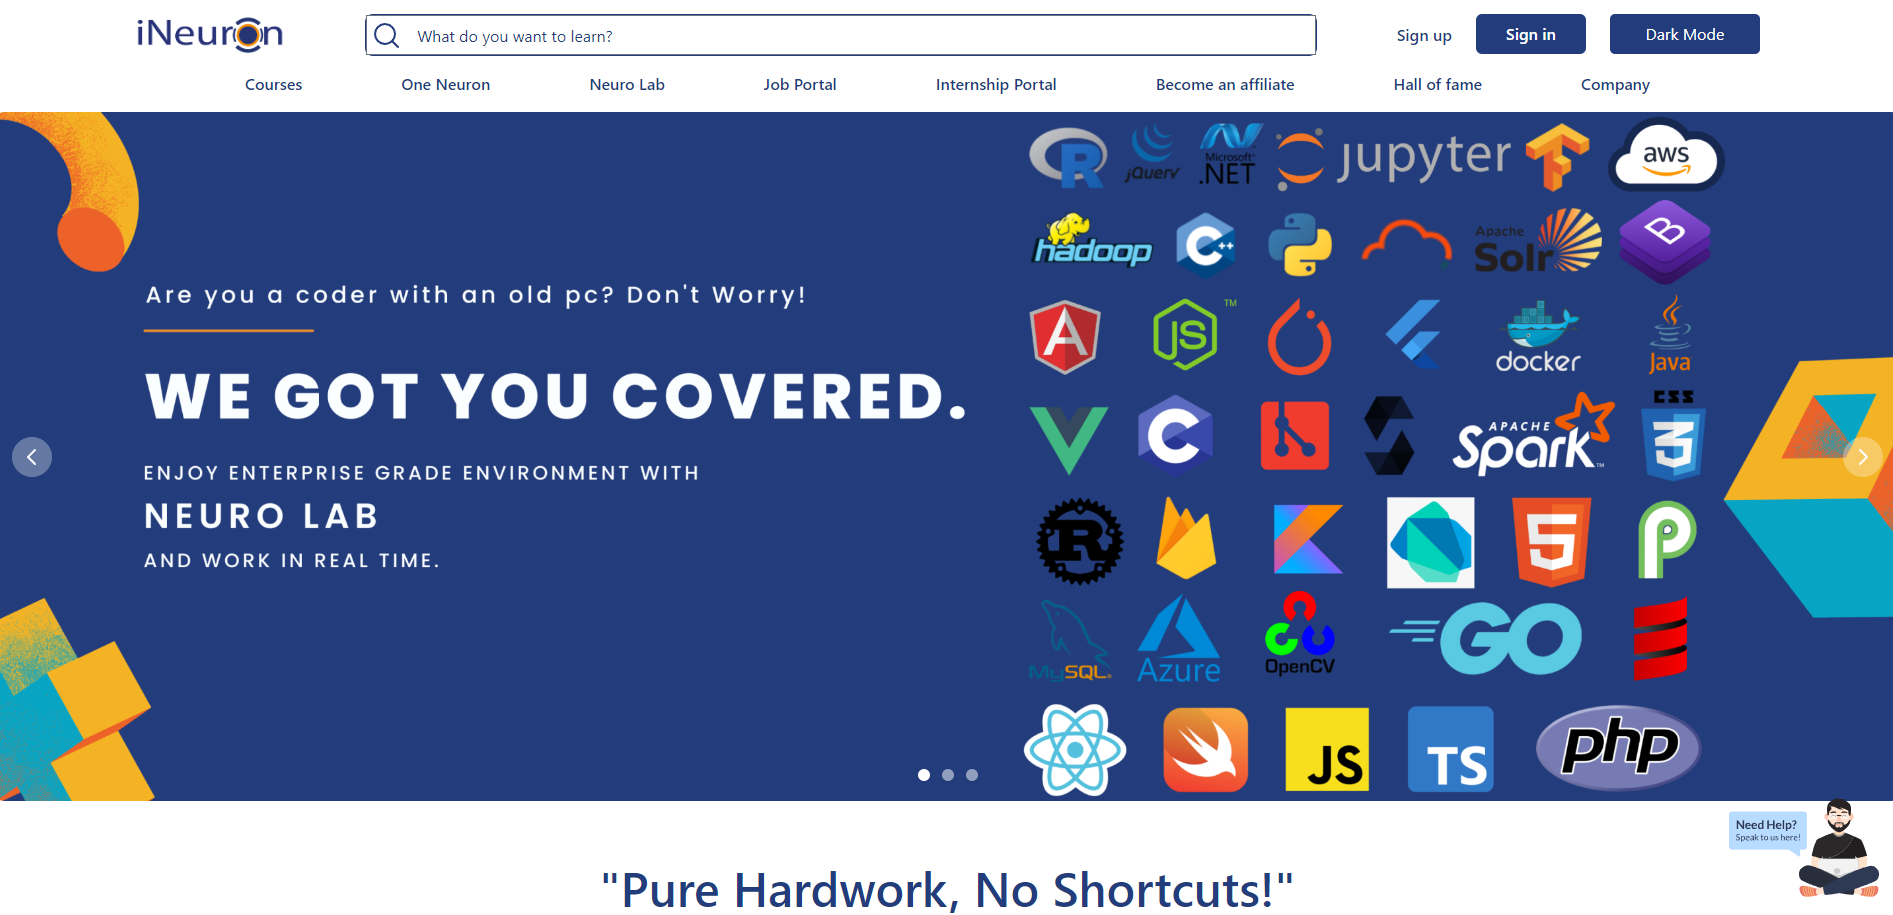 iNeuron
What do you want to learn?
Sign up
Sign in
Dark Mode
Courses
One Neuron
Neuro Lab
Job Portal
Internship Portal
Become an affiliate
Hall of fame
Company
Are you a coder with an old pc? Don't Worry!
WE GOT YOU COVERED.
ENJOY ENTERPRISE GRADE ENVIRONMENT WITH
NEURO LAB
AND WORK IN REAL TIME.
R
jQuery
Microsoft®
.NET
jupyter
aws
hadoop
C++
Apache
Solr
B
A
JS
TM
docker
Java
C
APACHE
Spark™
CSS
3
R
5
P
MySQL®
Azure
OpenCV
GO
JS
TS
php
Need Help?
Speak to us here!
"Pure Hardwork, No Shortcuts!"